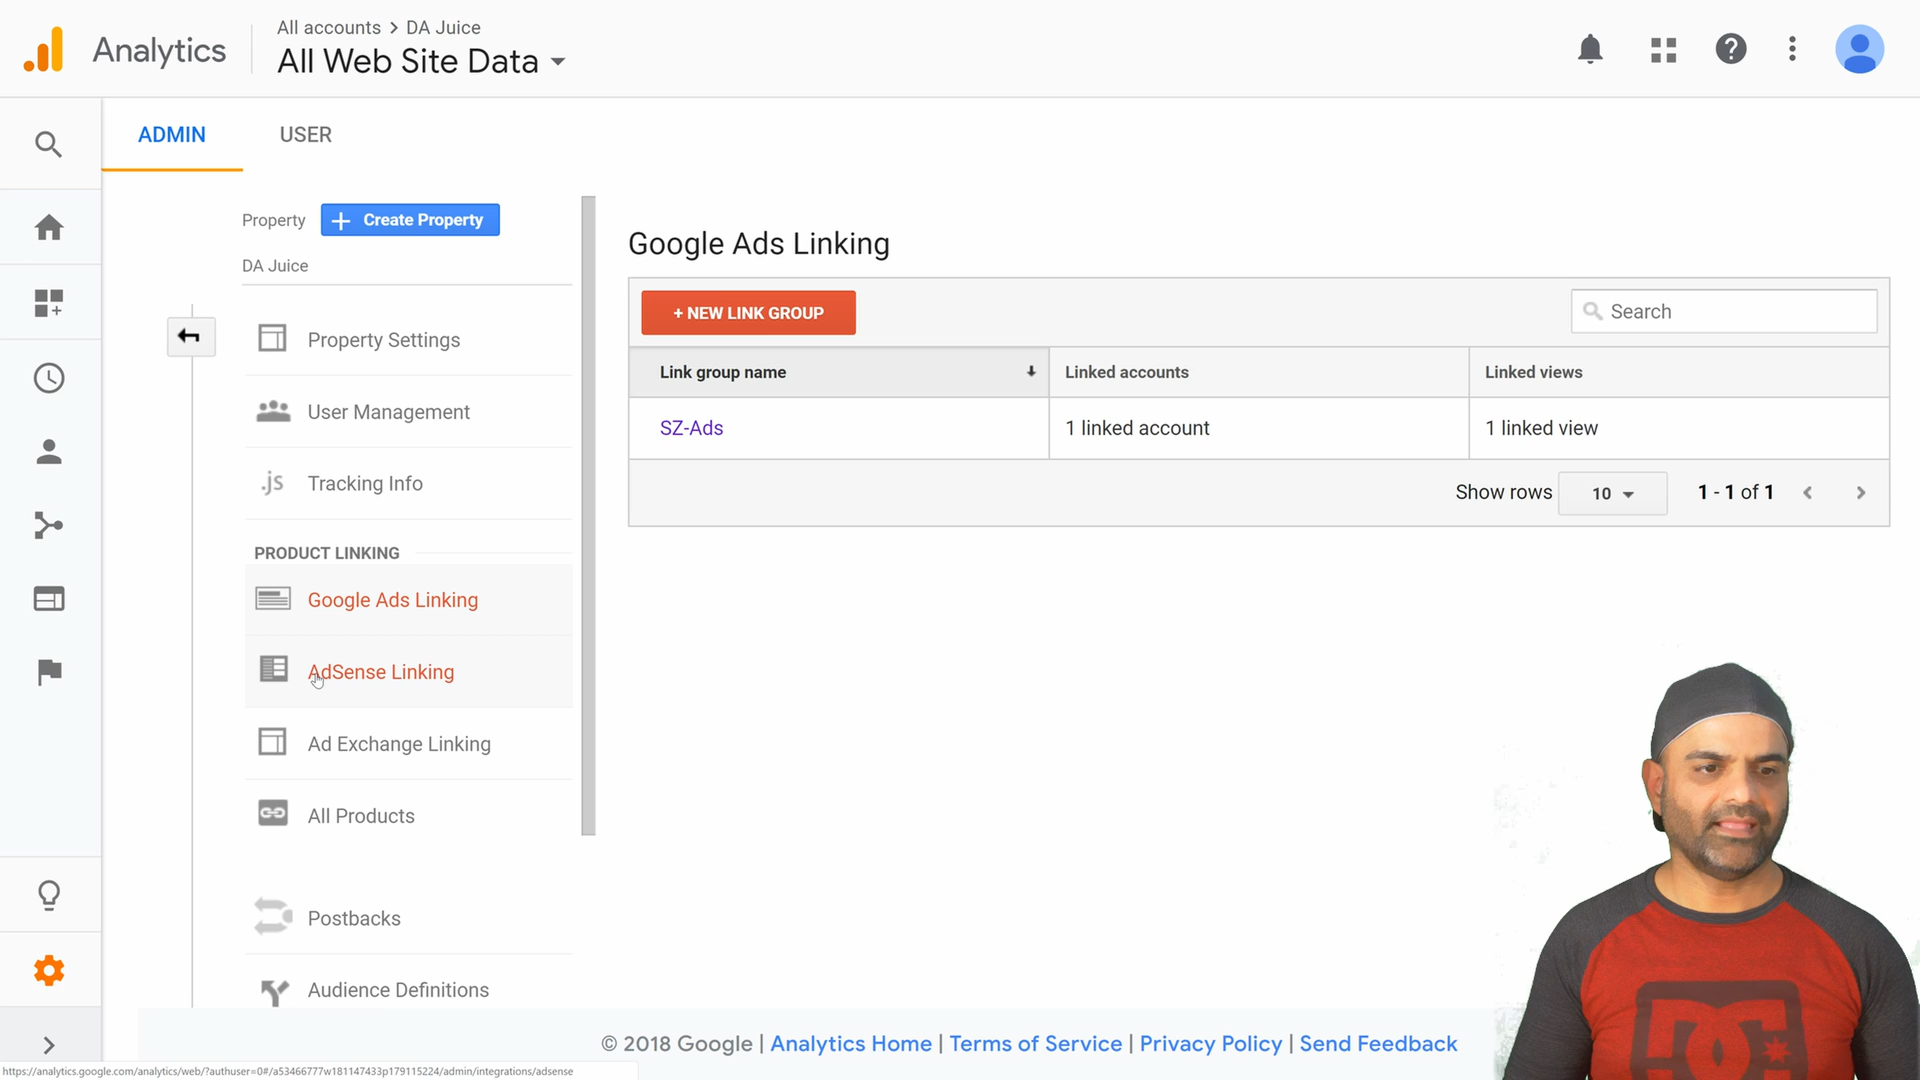 Analytics
All accounts > DA Juice
All Web Site Data
ADMIN
USER
Property
+ Create Property
DA Juice
Property Settings
User Management
.js Tracking Info
PRODUCT LINKING
Google Ads Linking
AdSense Linking
Ad Exchange Linking
All Products
Postbacks
Audience Definitions
Google Ads Linking
+ NEW LINK GROUP
Search
Link group name
Linked accounts
Linked views
SZ-Ads
1 linked account
1 linked view
Show rows
10
1 - 1 of 1
© 2018 Google | Analytics Home | Terms of Service | Privacy Policy | Send Feedback
https://analytics.google.com/analytics/web/?authuser=0#/a53466777w181147433p179115224/admin/integrations/adsense